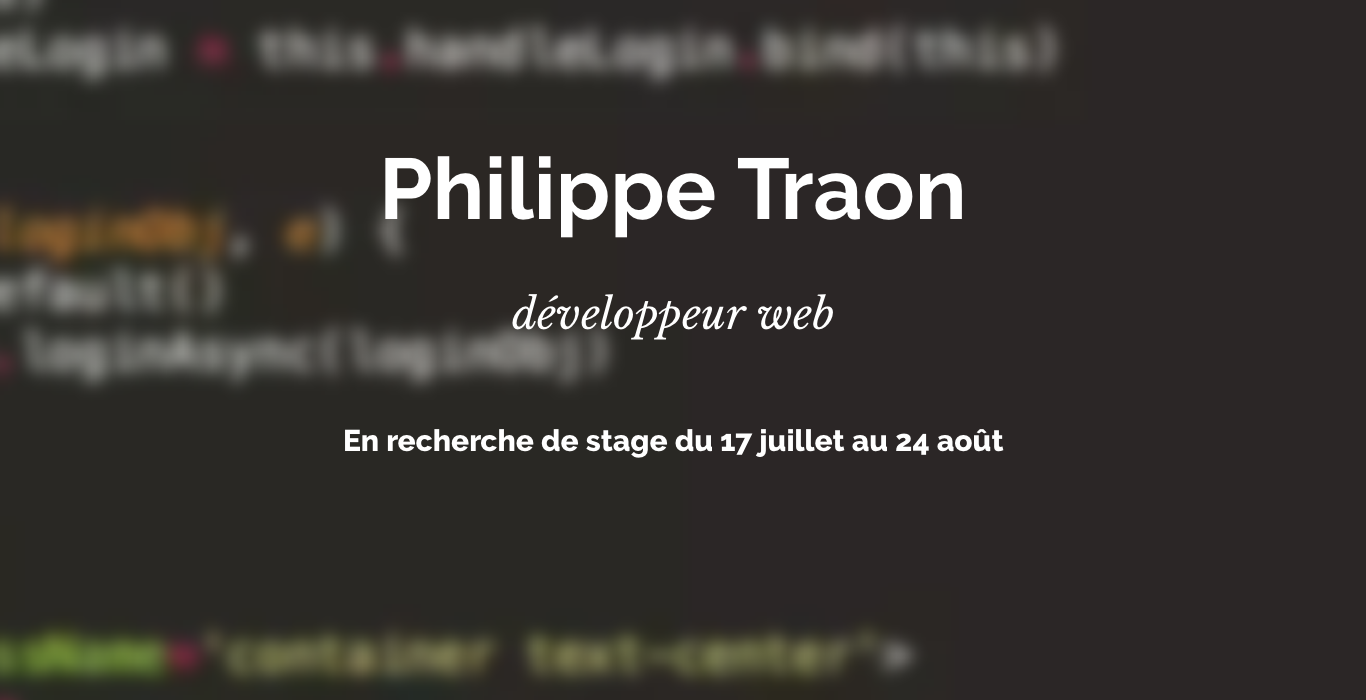 eLogin = this.handleLogin.bind(this)
Philippe Traon
loginObj, e) {
efault()
développeur web
.loginAsync(loginObj)
En recherche de stage du 17 juillet au 24 août
ssName="container text-center">